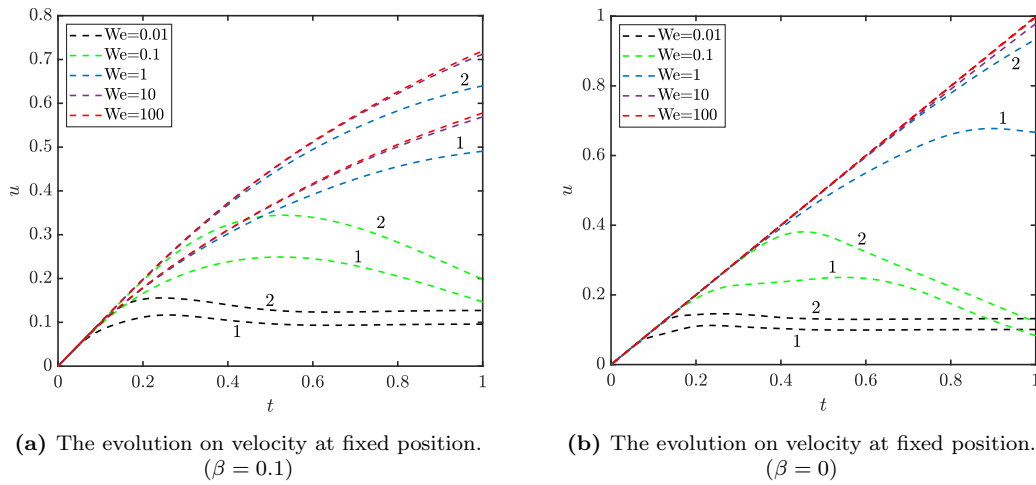 0.8
0.7
0.6
0.5
0.4
0.3
0.2
0.1
0
u
We=0.01
We=0.1
We=1
We=10
We=100
2
1
2
1
2
1
0 0.2 0.4 0.6 0.8 1
t
(a) The evolution on velocity at fixed position.
(β = 0.1)
1
0.8
0.6
0.4
0.2
0
u
We=0.01
We=0.1
We=1
We=10
We=100
2
1
2
1
2
1
0 0.2 0.4 0.6 0.8 1
t
(b) The evolution on velocity at fixed position.
(β = 0)